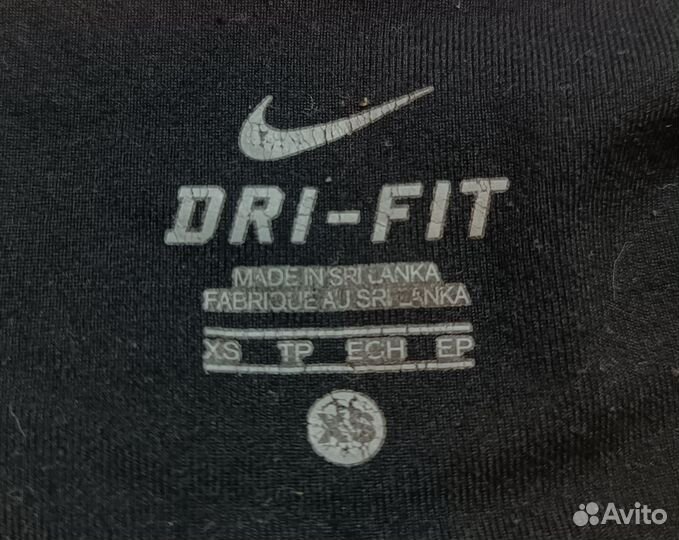 DRI-FIT
MADE IN SRI LANKA
FABRIQUE AU SRI LANKA
XS TP ECH EP
XS
Avito